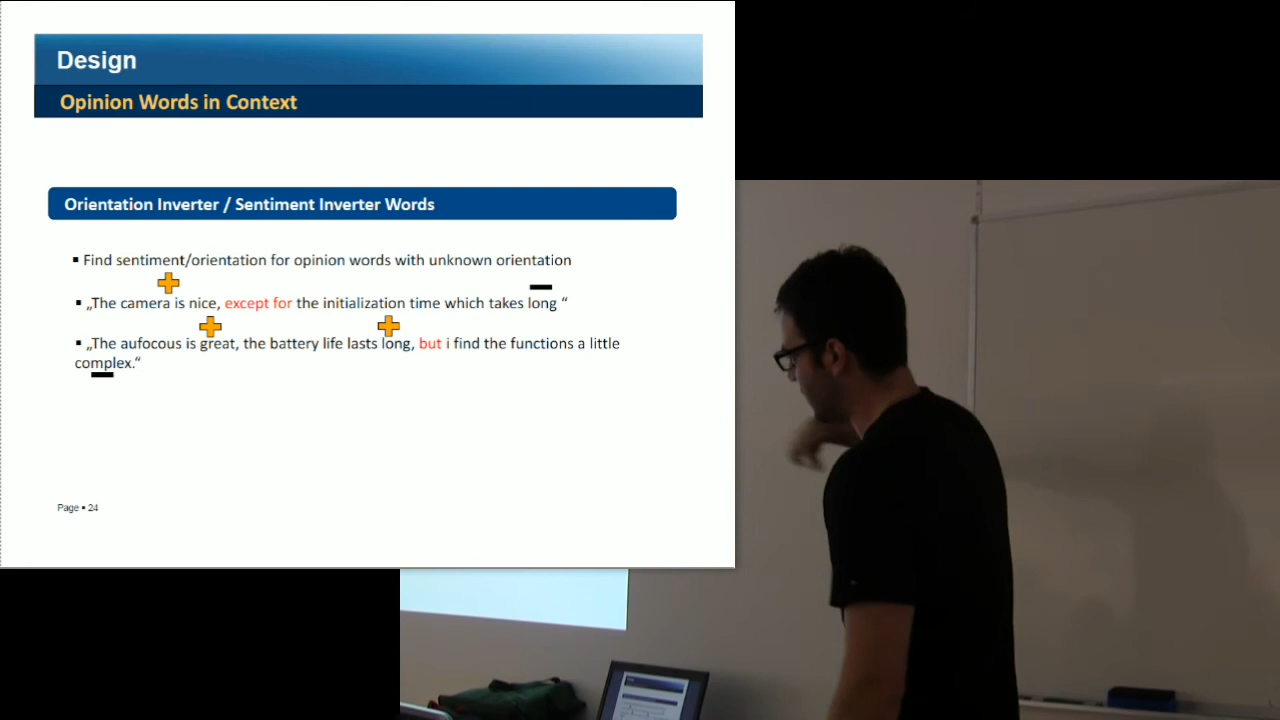 Design
Opinion Words in Context
Orientation Inverter / Sentiment Inverter Words
▪ Find sentiment/orientation for opinion words with unknown orientation
▪ „The camera is nice, except for the initialization time which takes long “
▪ „The aufocous is great, the battery life lasts long, but i find the functions a little
complex.“
Page ▪ 24